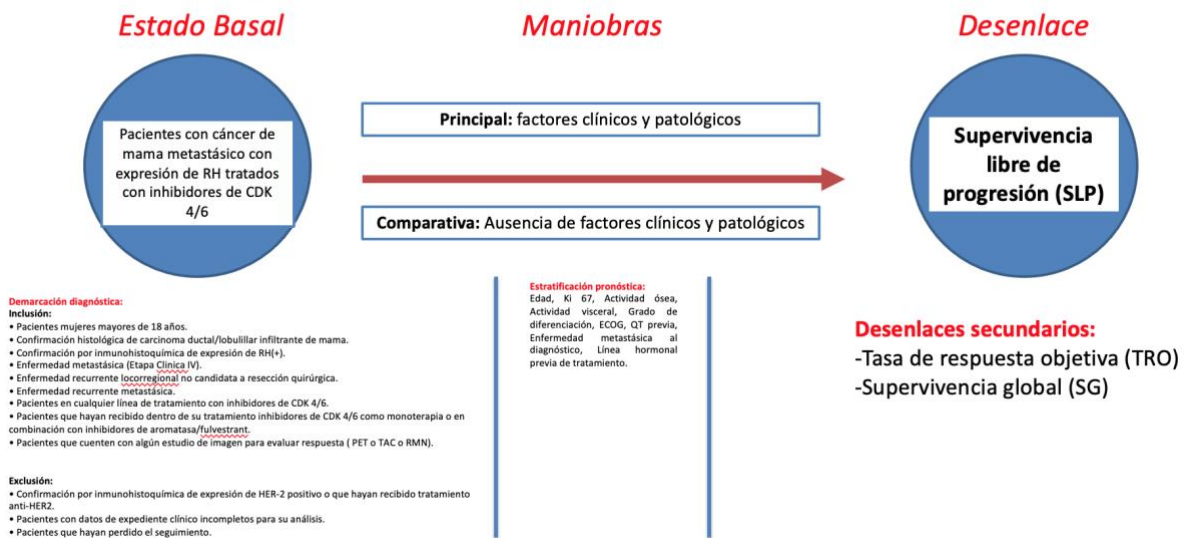 Estado Basal
Maniobras
Desenlace
Pacientes con cáncer de
mama metastásico con
expresión de RH tratados
con inhibidores de CDK
4/6
Principal: factores clínicos y patológicos
Comparativa: Ausencia de factores clínicos y patológicos
Supervivencia
libre de
progresión (SLP)
Demarcación diagnóstica:
Inclusión:
• Pacientes mujeres mayores de 18 años.
• Confirmación histológica de carcinoma ductal/lobulillar infiltrante de mama.
• Confirmación por inmunohistoquímica de expresión de RH(+).
• Enfermedad metastásica (Etapa Clinica IV).
• Enfermedad recurrente locorregional no candidata a resección quirúrgica.
• Enfermedad recurrente metastásica.
• Pacientes en cualquier línea de tratamiento con inhibidores de CDK 4/6.
• Pacientes que hayan recibido dentro de su tratamiento inhibidores de CDK 4/6 como monoterapia o en
combinación con inhibidores de aromatasa/fulvestrant.
• Pacientes que cuenten con algún estudio de imagen para evaluar respuesta ( PET o TAC o RMN).
Exclusión:
• Confirmación por inmunohistoquímica de expresión de HER-2 positivo o que hayan recibido tratamiento
anti-HER2.
• Pacientes con datos de expediente clínico incompletos para su análisis.
• Pacientes que hayan perdido el seguimiento.
Estratificación pronóstica:
Edad, Ki 67, Actividad ósea,
Actividad visceral, Grado de
diferenciación, ECOG, QT previa,
Enfermedad metastásica al
diagnóstico, Línea hormonal
previa de tratamiento.
Desenlaces secundarios:
-Tasa de respuesta objetiva (TRO)
-Supervivencia global (SG)